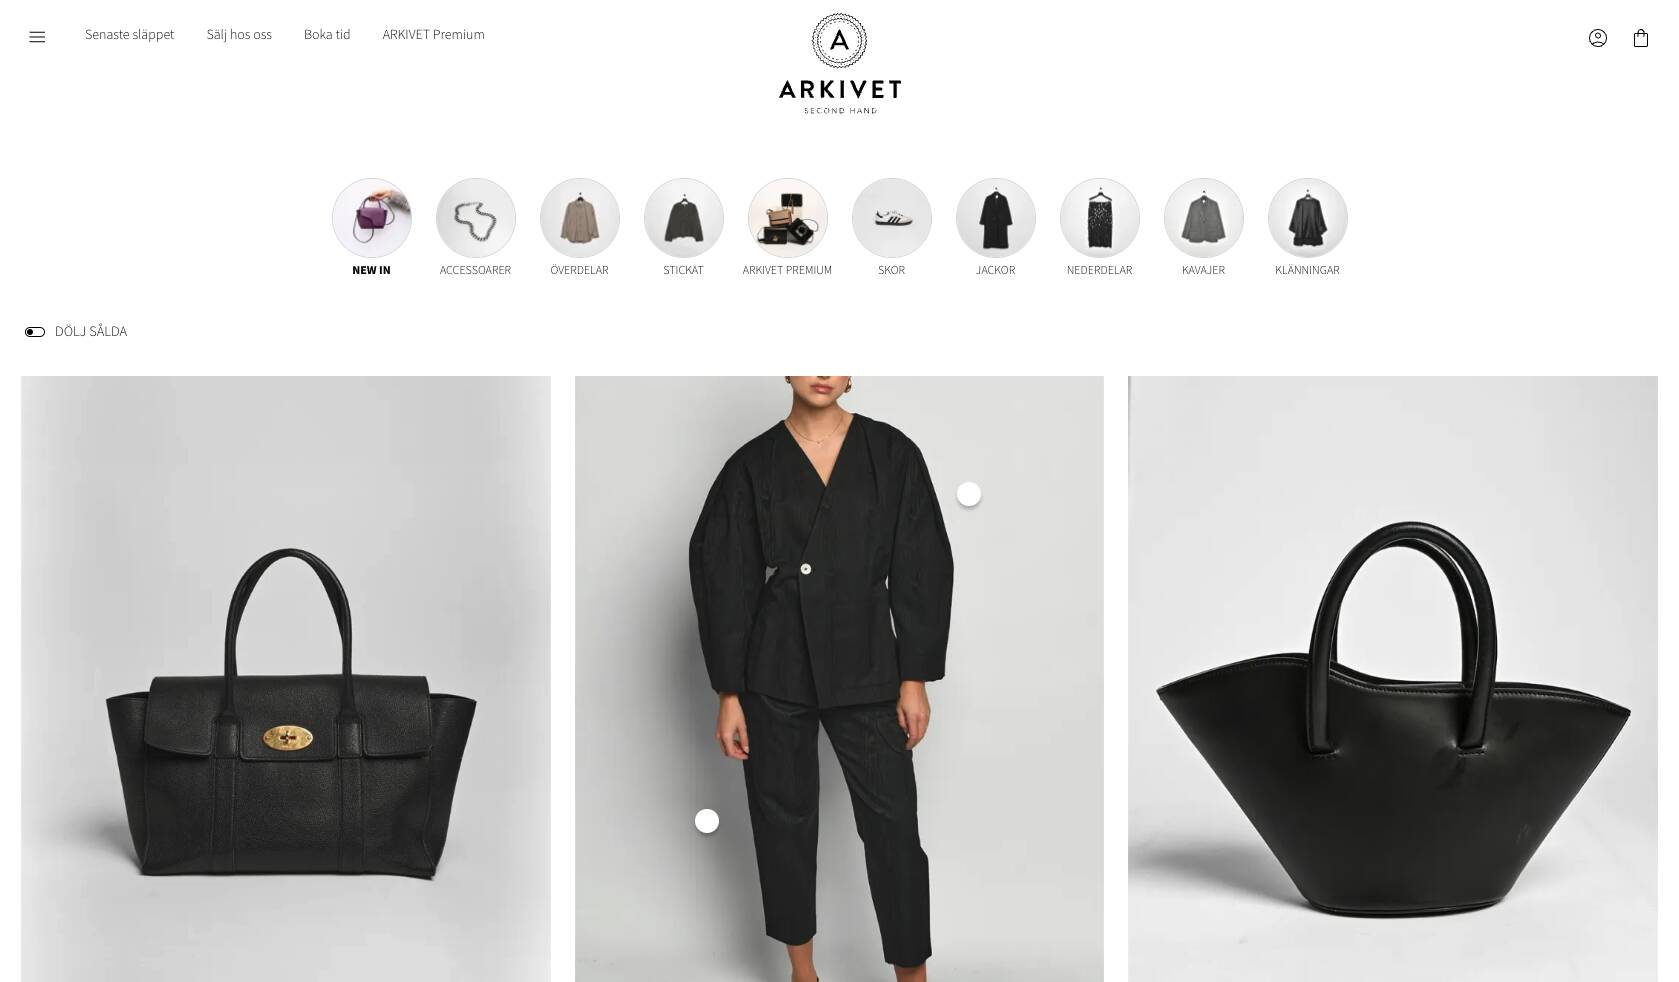 Senaste släppet
Sälj hos oss
Boka tid
ARKIVET Premium
A
ARKIVET
SECOND HAND
NEW IN
ACCESSOARER
ÖVERDELAR
STICKAT
ARKIVET PREMIUM
SKOR
JACKOR
NEDERDELAR
KAVAJER
KLÄNNINGAR
DÖLJ SÅLDA